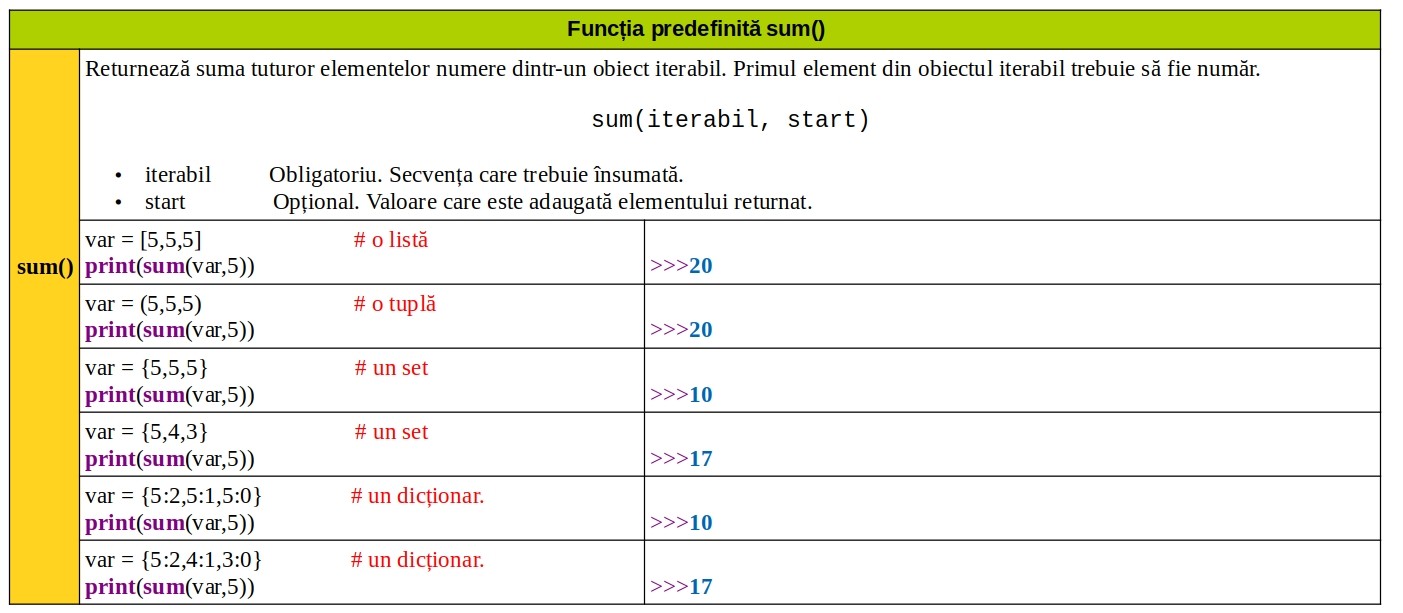 Funcția predefinită sum()
Returnează suma tuturor elementelor numere dintr-un obiect iterabil. Primul element din obiectul iterabil trebuie să fie număr.
sum(iterabil, start)
• iterabil Obligatoriu. Secvența care trebuie însumată.
• start Opțional. Valoare care este adaugată elementului returnat.
sum()
var = [5,5,5] # o listă
print(sum(var,5)) >>>20
var = (5,5,5) # o tuplă
print(sum(var,5)) >>>20
var = {5,5,5} # un set
print(sum(var,5)) >>>10
var = {5,4,3} # un set
print(sum(var,5)) >>>17
var = {5:2,5:1,5:0} # un dicționar.
print(sum(var,5)) >>>10
var = {5:2,4:1,3:0} # un dicționar.
print(sum(var,5)) >>>17